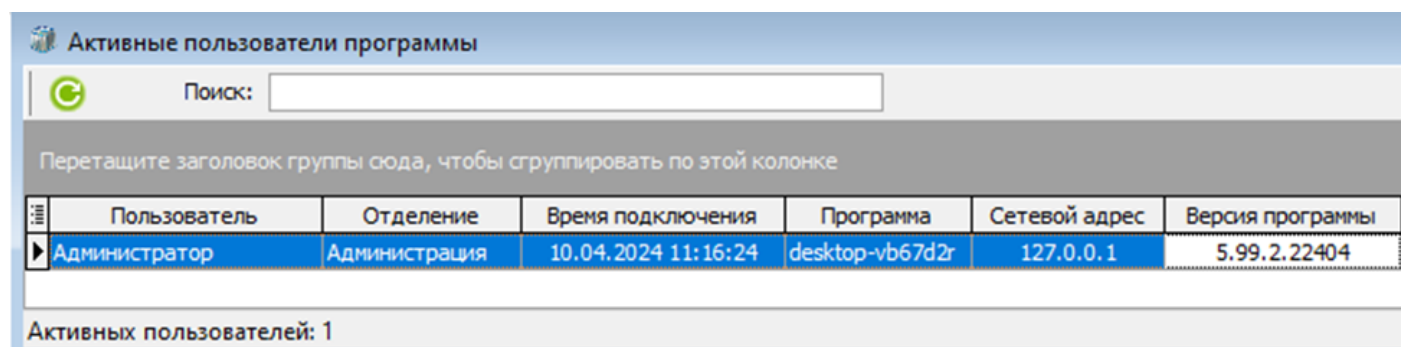 Активные пользователи программы
Поиск:
Перетащите заголовок группы сюда, чтобы сгруппировать по этой колонке
Пользователь Отделение Время подключения Программа Сетевой адрес Версия программы
Администратор Администрация 10.04.2024 11:16:24 desktop-vb67d2r 127.0.0.1 5.99.2.22404
Активных пользователей: 1